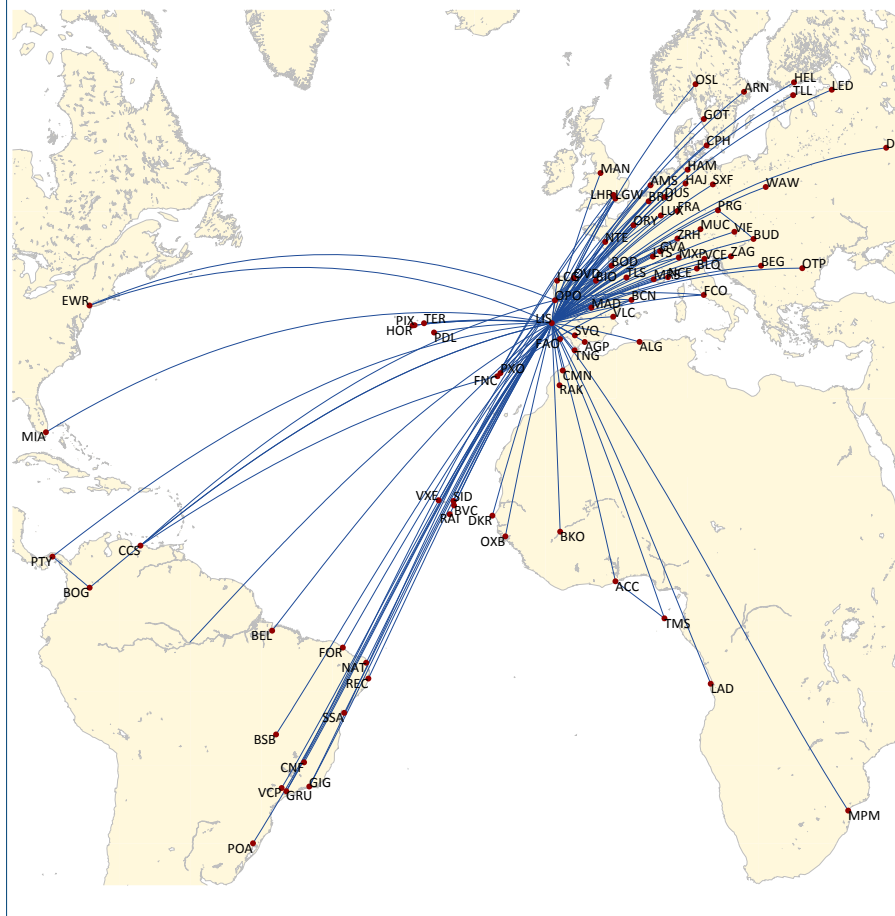 OSL
ARN
HEL
TLL
LED
GOT
CPH
D
MAN
HAM
AMS
HAJ
SXF
WAW
LHR
LGW
BRU
DUS
LUX
FRA
PRG
ORY
MUC
VIE
NTE
ZRH
BUD
GVA
LYS
MXP
VCE
ZAG
BOD
BLQ
BEG
OTP
LCG
OVD
BIO
TLS
MRS
NCE
FCO
EWR
OPO
MAD
BCN
PIX
TER
HOR
PDL
LIS
VLC
FAO
SVQ
AGP
ALG
TNG
PXO
FNC
CMN
RAK
MIA
VXE
SID
BVC
RAI
DKR
OXB
BKO
CCS
PTY
BOG
ACC
BEL
TMS
FOR
NAT
REC
LAD
SSA
BSB
CNF
VCP
GRU
GIG
MPM
POA